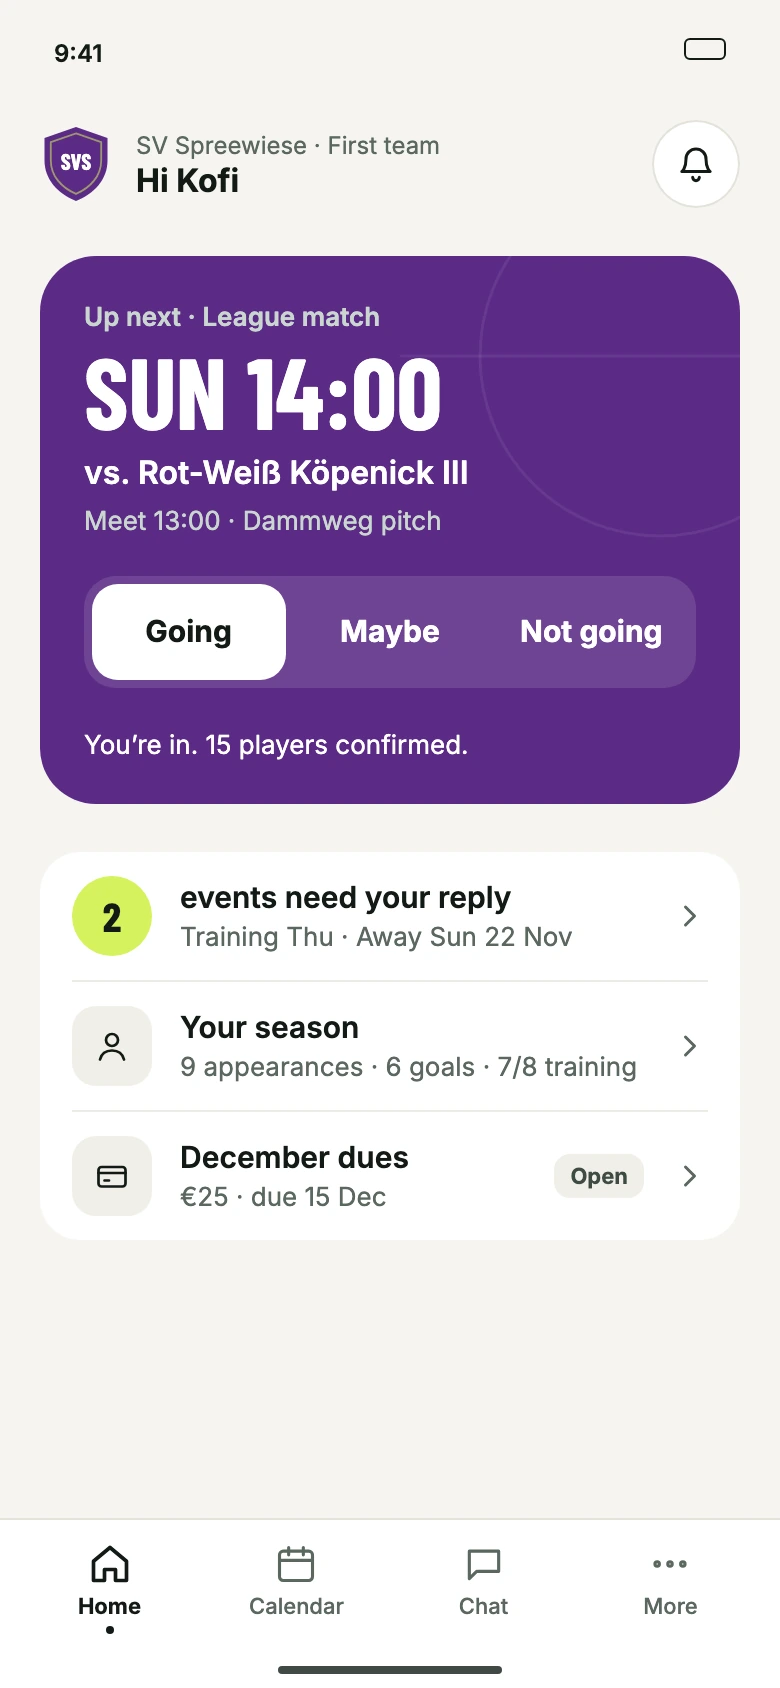 9:41
SVS
SV Spreewiese · First team
Hi Kofi
Up next · League match
SUN 14:00
vs. Rot-Weiß Köpenick III
Meet 13:00 · Dammweg pitch
Going
Maybe
Not going
You’re in. 15 players confirmed.
2
events need your reply
Training Thu · Away Sun 22 Nov
Your season
9 appearances · 6 goals · 7/8 training
December dues
€25 · due 15 Dec
Open
Home
Calendar
Chat
More